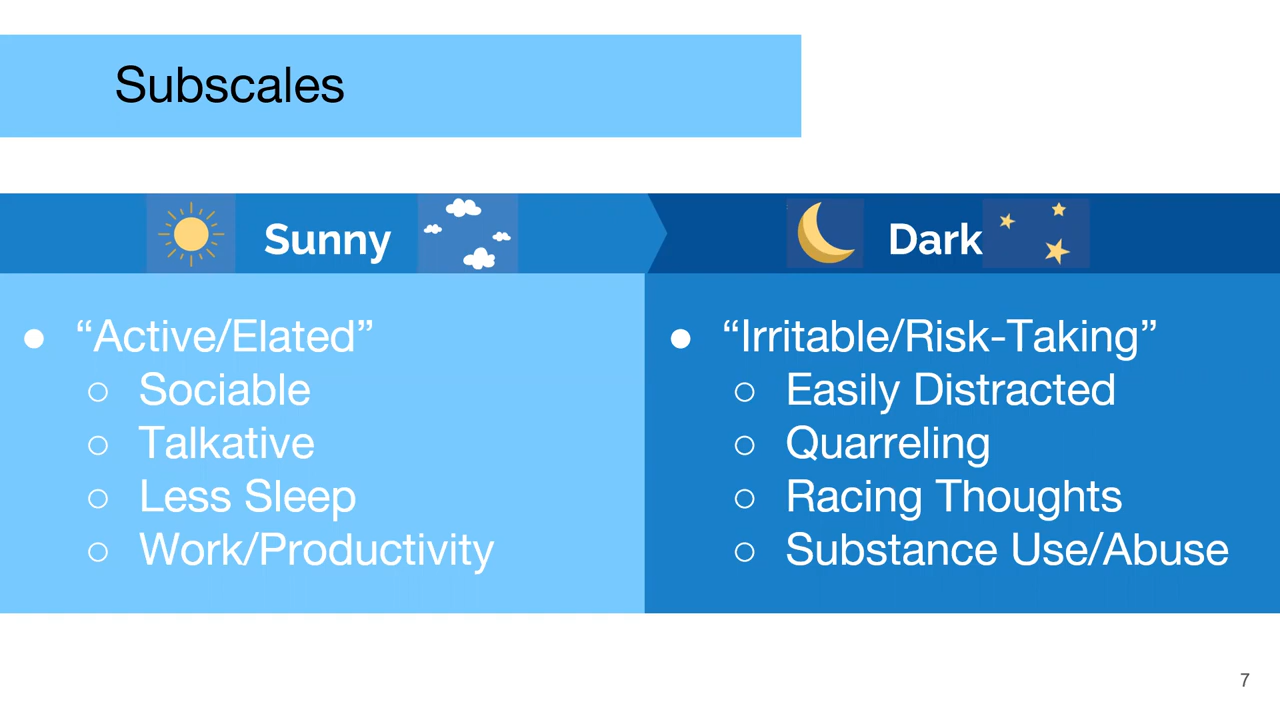 Subscales
Sunny
● “Active/Elated”
○ Sociable
○ Talkative
○ Less Sleep
○ Work/Productivity
Dark
● “Irritable/Risk-Taking”
○ Easily Distracted
○ Quarreling
○ Racing Thoughts
○ Substance Use/Abuse
7